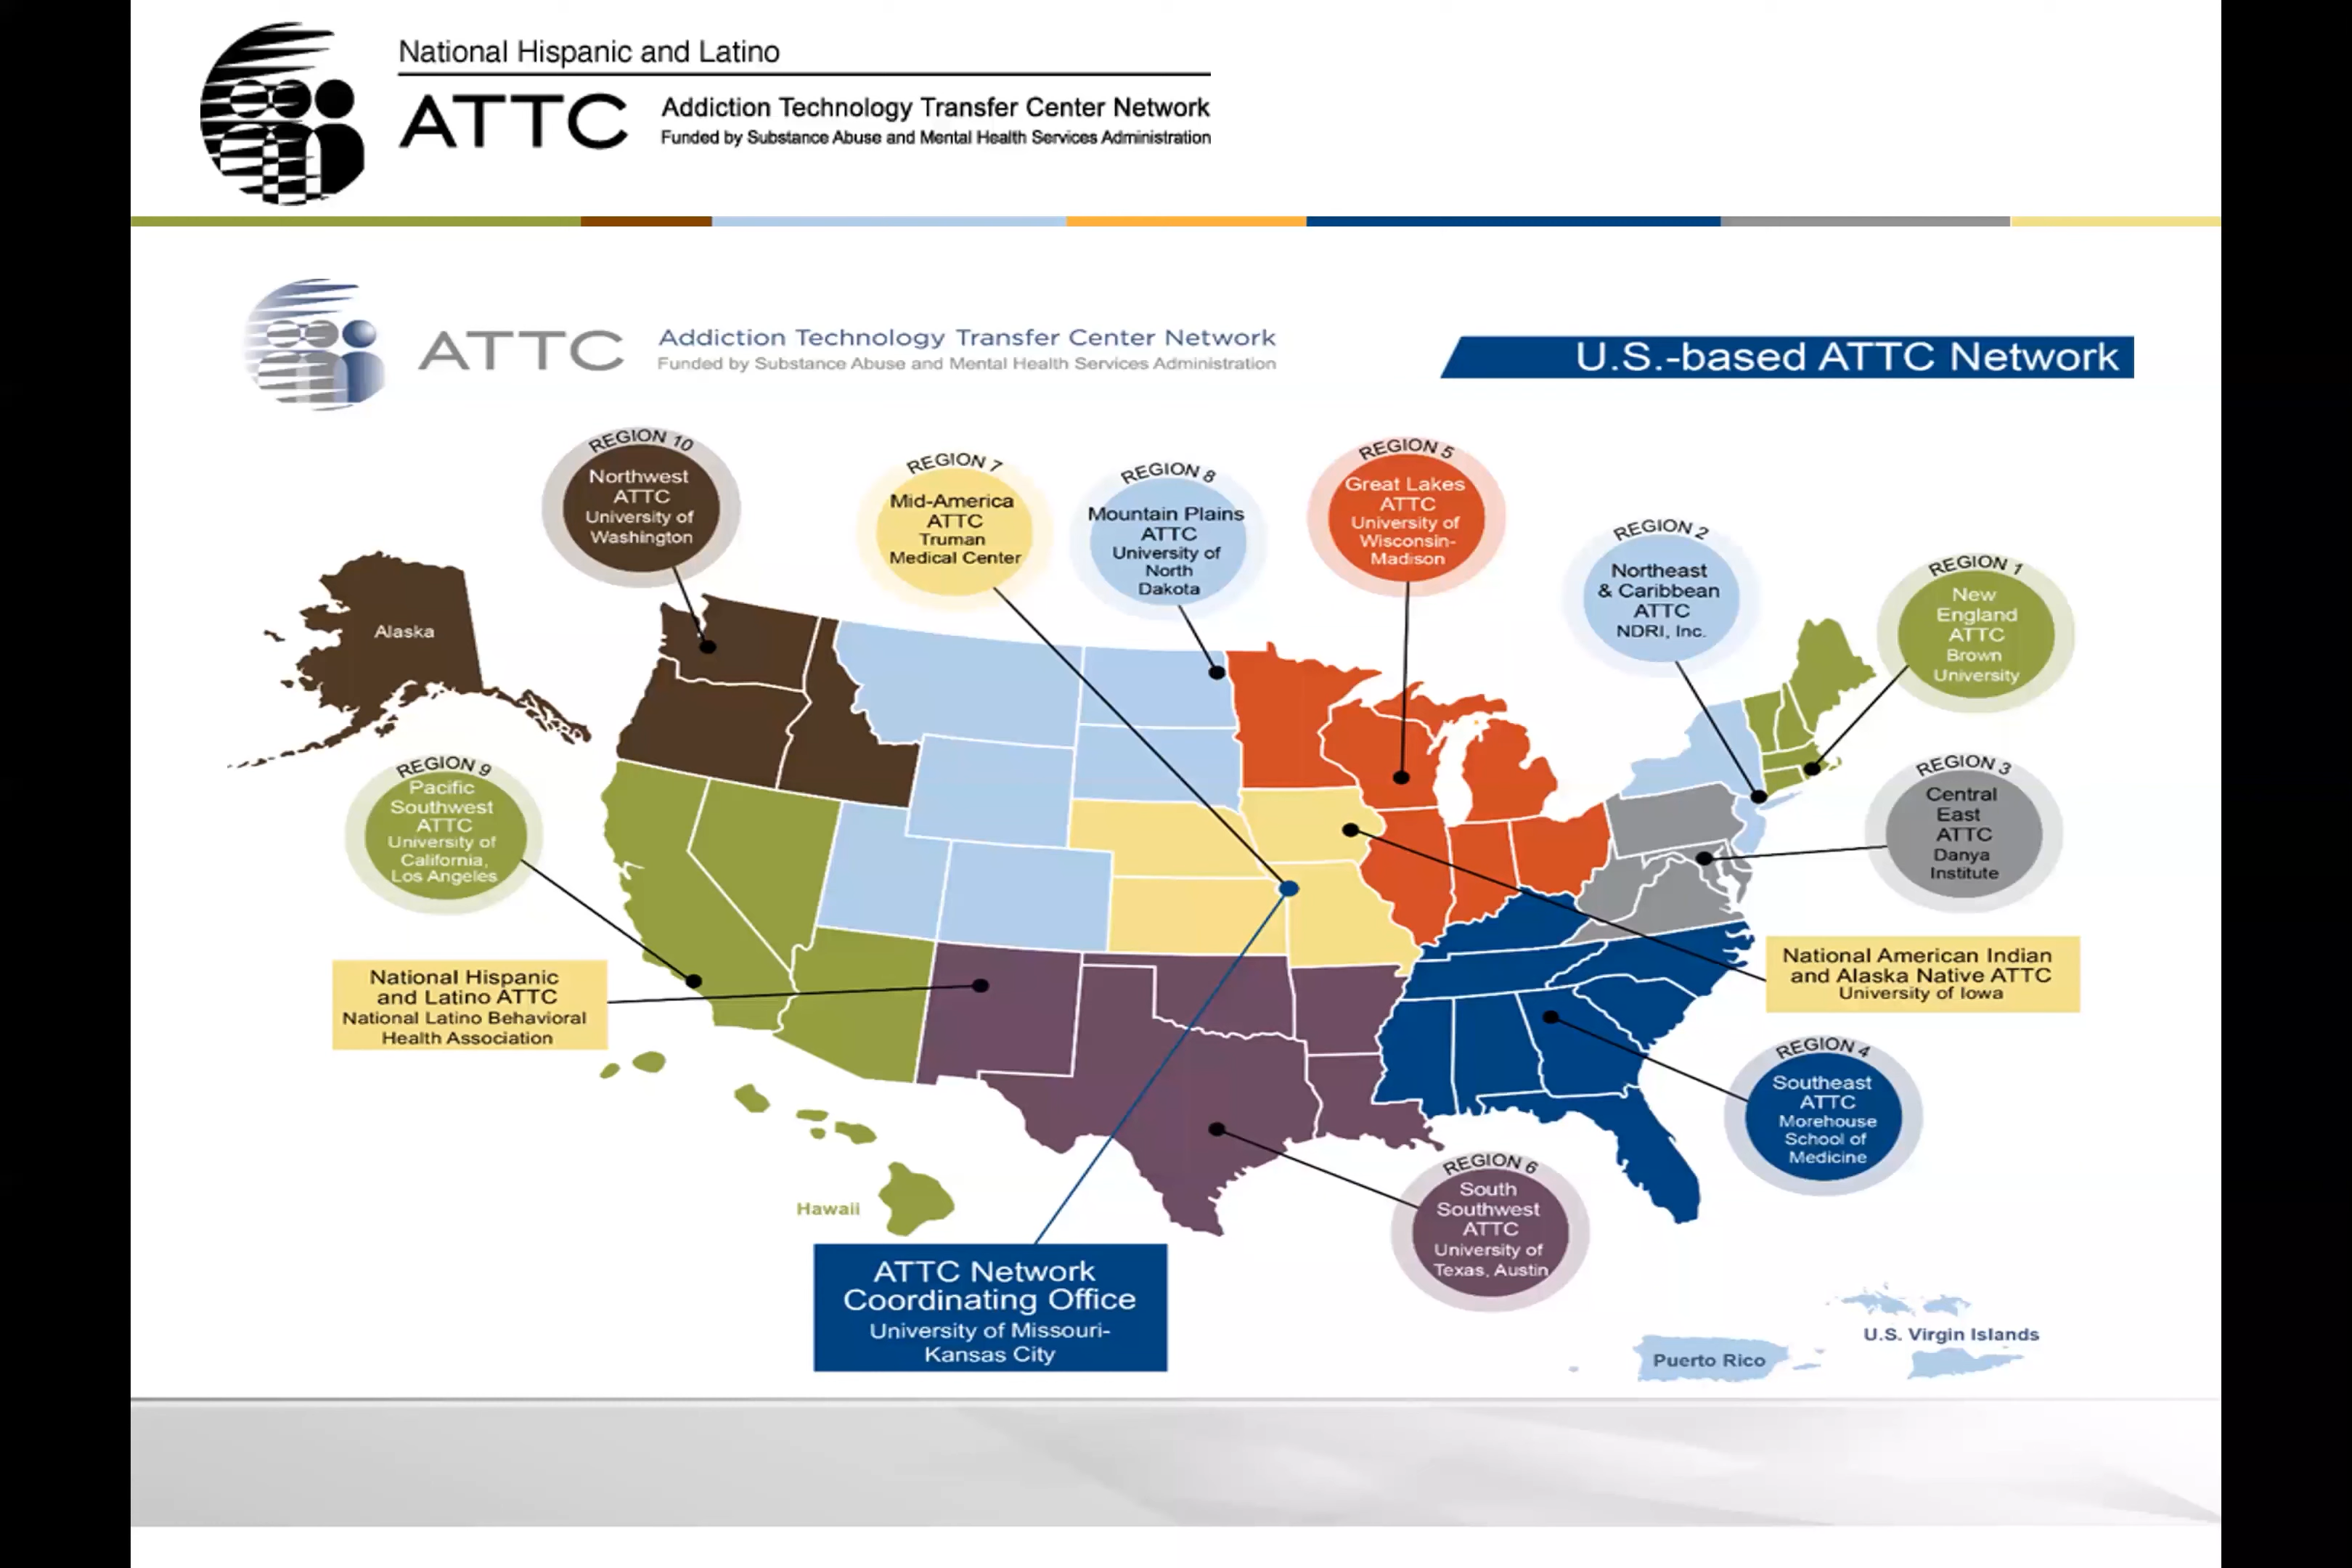 National Hispanic and Latino
ATTC
Addiction Technology Transfer Center Network
Funded by Substance Abuse and Mental Health Services Administration
ATTC
Addiction Technology Transfer Center Network
Funded by Substance Abuse and Mental Health Services Administration
U.S.-based ATTC Network
REGION 10
Northwest
ATTC
University of
Washington
REGION 7
Mid-America
ATTC
Truman
Medical Center
REGION 8
Mountain Plains
ATTC
University of
North
Dakota
REGION 5
Great Lakes
ATTC
University of
Wisconsin-
Madison
REGION 2
Northeast
& Caribbean
ATTC
NDRI, Inc.
REGION 1
New
England
ATTC
Brown
University
Alaska
REGION 9
Pacific
Southwest
ATTC
University of
California,
Los Angeles
REGION 3
Central
East
ATTC
Danya
Institute
National Hispanic
and Latino ATTC
National Latino Behavioral
Health Association
National American Indian
and Alaska Native ATTC
University of Iowa
REGION 4
Southeast
ATTC
Morehouse
School of
Medicine
REGION 6
South
Southwest
ATTC
University of
Texas, Austin
Hawaii
ATTC Network
Coordinating Office
University of Missouri-
Kansas City
U.S. Virgin Islands
Puerto Rico